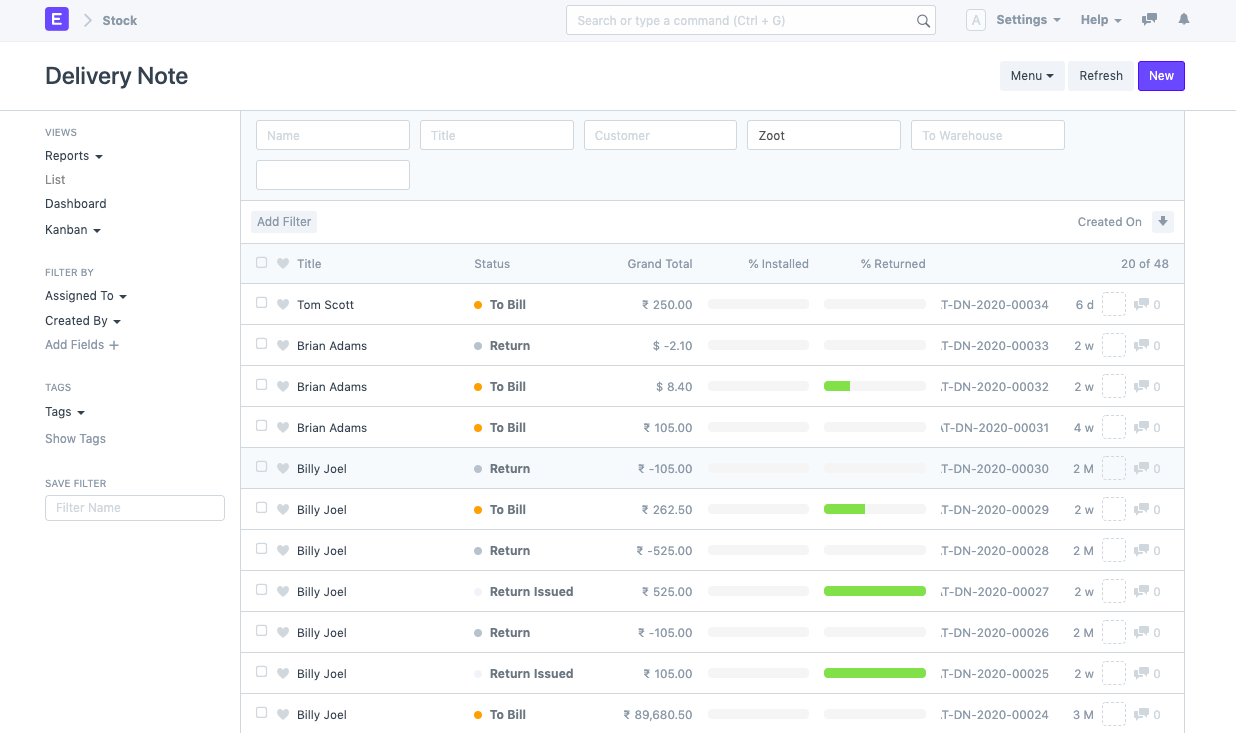 E Stock Search or type a command (Ctrl + G) A Settings Help
Delivery Note Menu Refresh New
VIEWS
Reports
List
Dashboard
Kanban
FILTER BY
Assigned To
Created By
Add Fields
TAGS
Tags
Show Tags
SAVE FILTER
Filter Name
Name Title Customer Zoot To Warehouse
Add Filter Created On
Title Status Grand Total % Installed % Returned 20 of 48
Tom Scott To Bill ₹ 250.00 T-DN-2020-00034 6 d 0
Brian Adams Return $ -2.10 T-DN-2020-00033 2 w 0
Brian Adams To Bill $ 8.40 T-DN-2020-00032 2 w 0
Brian Adams To Bill ₹ 105.00 T-DN-2020-00031 4 w 0
Billy Joel Return ₹ -105.00 T-DN-2020-00030 2 M 0
Billy Joel To Bill ₹ 262.50 T-DN-2020-00029 2 w 0
Billy Joel Return ₹ -525.00 T-DN-2020-00028 2 M 0
Billy Joel Return Issued ₹ 525.00 T-DN-2020-00027 2 w 0
Billy Joel Return ₹ -105.00 T-DN-2020-00026 2 M 0
Billy Joel Return Issued ₹ 105.00 T-DN-2020-00025 2 w 0
Billy Joel To Bill ₹ 89,680.50 T-DN-2020-00024 3 M 0